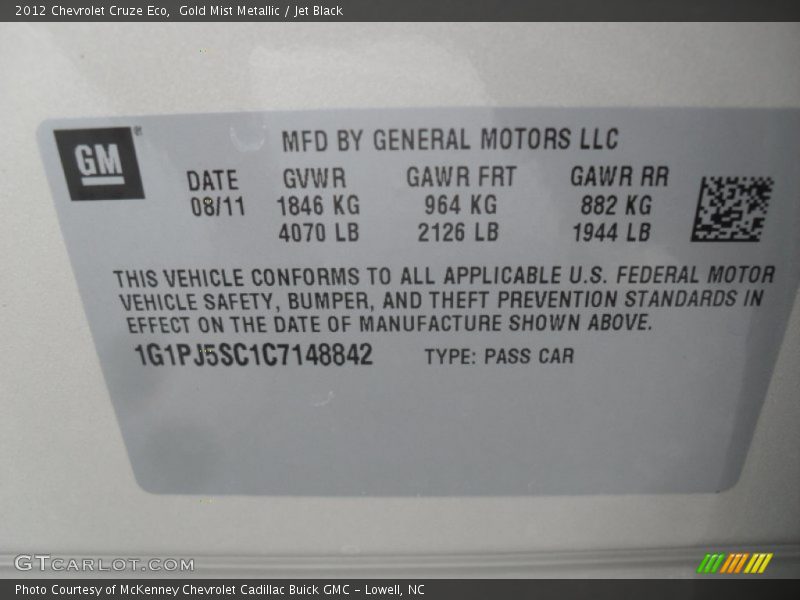 2012 Chevrolet Cruze Eco,  Gold Mist Metallic / Jet Black
GM
MFD BY GENERAL MOTORS LLC
DATE GVWR GAWR FRT GAWR RR
08/11 1846 KG 964 KG 882 KG
4070 LB 2126 LB 1944 LB
THIS VEHICLE CONFORMS TO ALL APPLICABLE U.S. FEDERAL MOTOR
VEHICLE SAFETY, BUMPER, AND THEFT PREVENTION STANDARDS IN
EFFECT ON THE DATE OF MANUFACTURE SHOWN ABOVE.
1G1PJ5SC1C7148842 TYPE: PASS CAR
GTCARLOT.COM
Photo Courtesy of McKenney Chevrolet Cadillac Buick GMC - Lowell, NC